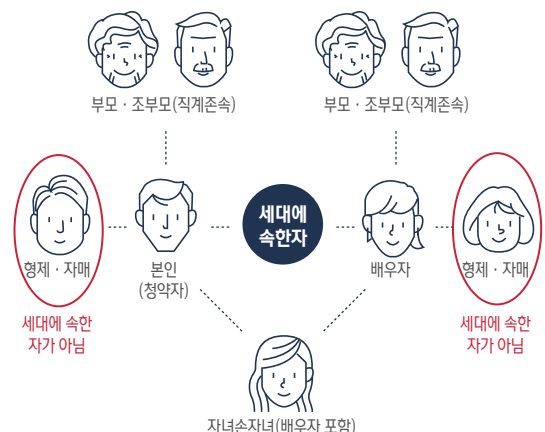 부모 · 조부모(직계존속)
부모 · 조부모(직계존속)
세대에
속한자
형제 · 자매
본인
(청약자)
배우자
형제 · 자매
세대에 속한
자가 아님
세대에 속한
자가 아님
자녀손자녀(배우자 포함)